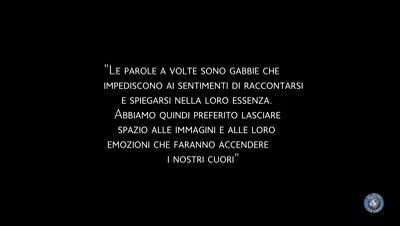 "Le parole a volte sono gabbie che
impediscono ai sentimenti di raccontarsi
e spiegarsi nella loro essenza.
Abbiamo quindi preferito lasciare
spazio alle immagini e alle loro
emozioni che faranno accendere
i nostri cuori"